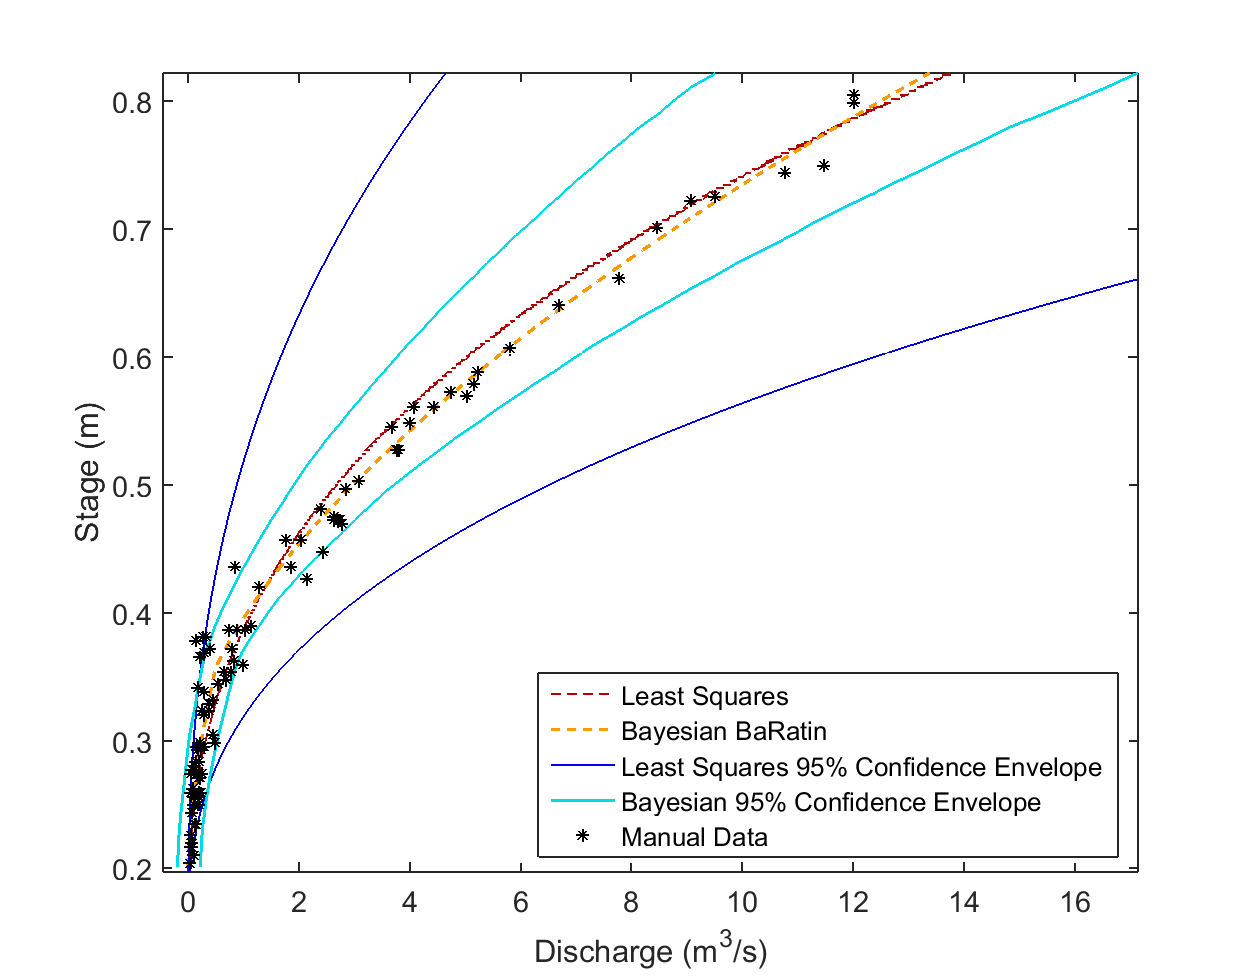 0.8
0.7
0.6
0.5
0.4
0.3
0.2
Stage (m)
Least Squares
Bayesian BaRatin
Least Squares 95% Confidence Envelope
Bayesian 95% Confidence Envelope
Manual Data
0 2 4 6 8 10 12 14 16
Discharge (m³/s)